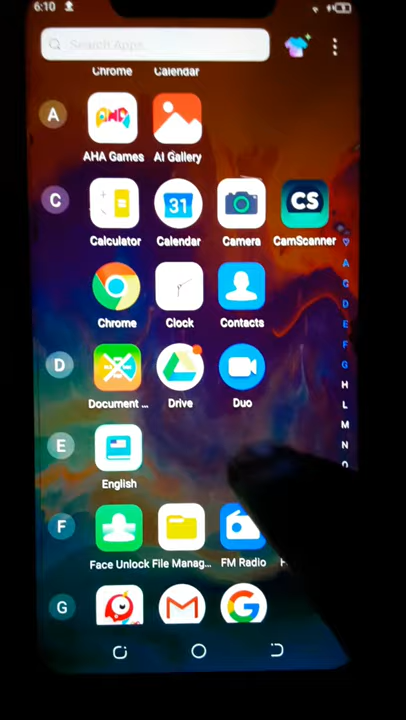 6:10
Search Apps..
Chrome Calendar
A
AHA Games AI Gallery
C
31
CS
Calculator Calendar Camera CamScanner
Chrome Clock Contacts
D
Document ... Drive Duo
E
English
F
Face Unlock File Manag... FM Radio
G
A
C
D
E
F
G
H
L
M
N
O